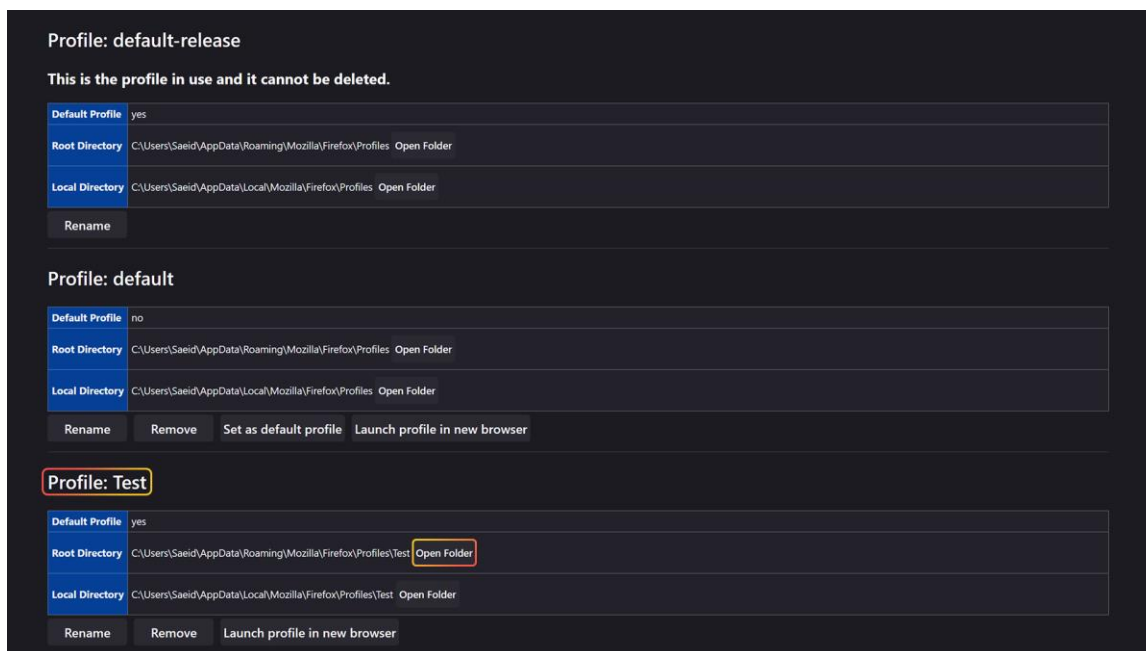 Profile: default-release
This is the profile in use and it cannot be deleted.
Default Profile yes
Root Directory C:\Users\Saeid\AppData\Roaming\Mozilla\Firefox\Profiles Open Folder
Local Directory C:\Users\Saeid\AppData\Local\Mozilla\Firefox\Profiles Open Folder
Rename
Profile: default
Default Profile no
Root Directory C:\Users\Saeid\AppData\Roaming\Mozilla\Firefox\Profiles Open Folder
Local Directory C:\Users\Saeid\AppData\Local\Mozilla\Firefox\Profiles Open Folder
Rename Remove Set as default profile Launch profile in new browser
Profile: Test
Default Profile yes
Root Directory C:\Users\Saeid\AppData\Roaming\Mozilla\Firefox\Profiles\Test Open Folder
Local Directory C:\Users\Saeid\AppData\Local\Mozilla\Firefox\Profiles\Test Open Folder
Rename Remove Launch profile in new browser